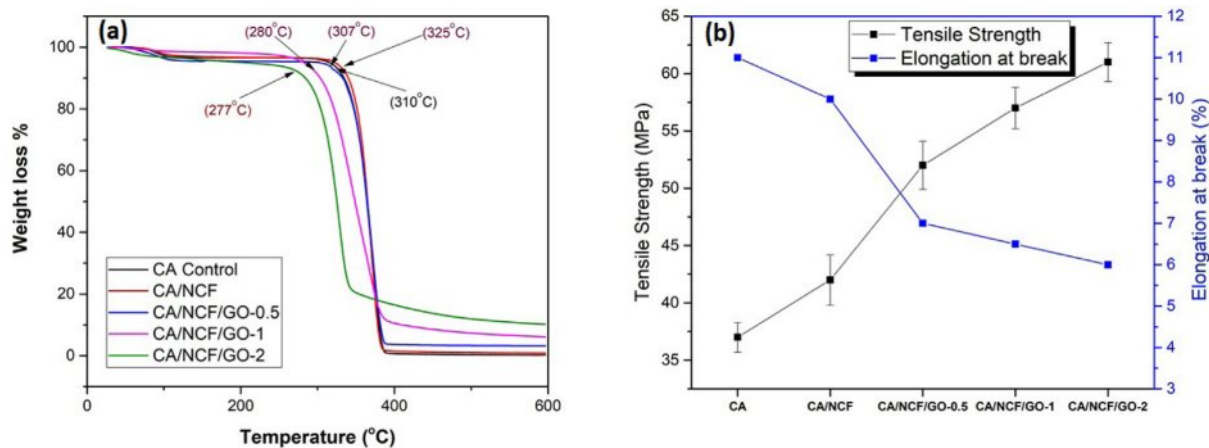 (a)
(280°C)
(307°C)
(325°C)
(310°C)
(277°C)
Weight loss %
100
80
60
40
20
0
CA Control
CA/NCF
CA/NCF/GO-0.5
CA/NCF/GO-1
CA/NCF/GO-2
0
200
400
600
Temperature (°C)
(b)
Tensile Strength
Elongation at break
Tensile Strength (MPa)
65
60
55
50
45
40
35
12
11
10
9
8
7
6
5
4
3
Elongation at break (%)
CA
CA/NCF
CA/NCF/GO-0.5
CA/NCF/GO-1
CA/NCF/GO-2